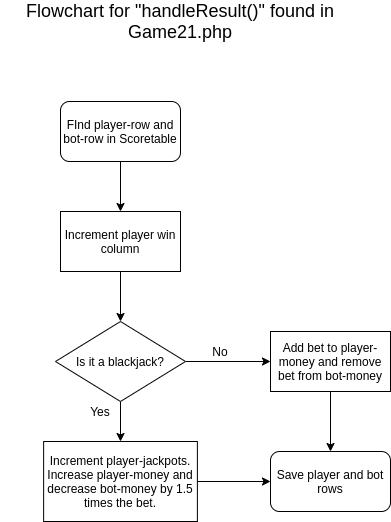 Flowchart for "handleResult()" found in
Game21.php
FInd player-row and
bot-row in Scoretable
Increment player win
column
Is it a blackjack?
No
Add bet to player-
money and remove
bet from bot-money
Yes
Increment player-jackpots.
Increase player-money and
decrease bot-money by 1.5
times the bet.
Save player and bot
rows